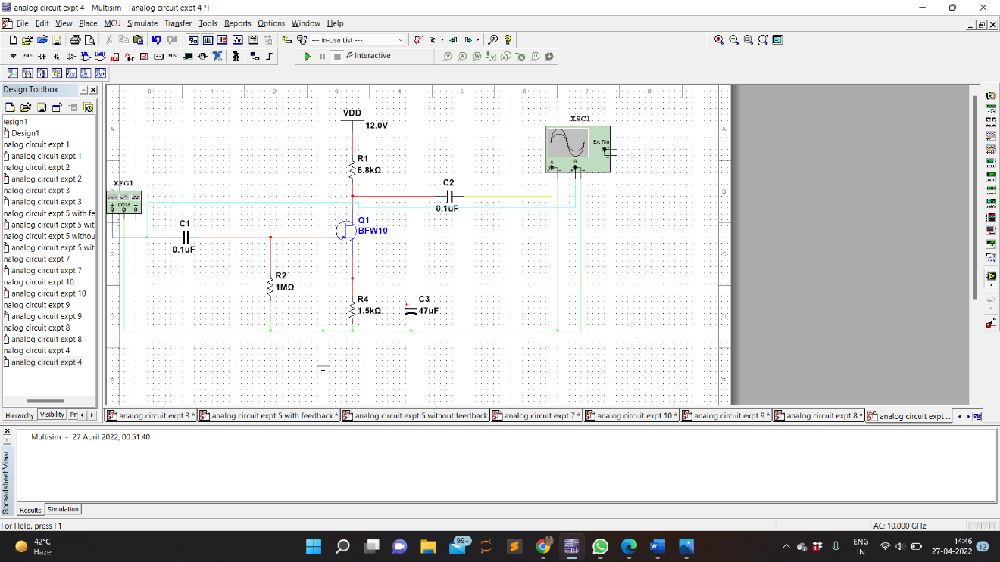 analog circuit expt 4 - Multisim - [analog circuit expt 4 *]
File Edit View Place MCU Simulate Transfer Tools Reports Options Window Help
--- In-Use List ---
Interactive
MISC
Design Toolbox
0 1 2 3 4 5 6 7 8
esign1
Design1
nalog circuit expt 1
analog circuit expt 1
nalog circuit expt 2
analog circuit expt 2
nalog circuit expt 3
analog circuit expt 3
nalog circuit expt 5 with fe
analog circuit expt 5 wit
nalog circuit expt 5 withou
analog circuit expt 5 wit
nalog circuit expt 7
analog circuit expt 7
nalog circuit expt 10
analog circuit expt 10
nalog circuit expt 9
analog circuit expt 9
nalog circuit expt 8
analog circuit expt 8
nalog circuit expt 4
analog circuit expt 4
Hierarchy Visibility Pr
A A
B B
C C
D D
E E
VDD
12.0V
R1
6.8kΩ
XSC1
Ext Trig
A B
XFG1
COM
C2
0.1uF
C1
0.1uF
Q1
BFW10
R2
1MΩ
R4
1.5kΩ
C3
47uF
analog circuit expt 3 * analog circuit expt 5 with feedback * analog circuit expt 5 without feedback analog circuit expt 7 * analog circuit expt 10 * analog circuit expt 9 * analog circuit expt 8 * analog circuit expt ...
Spreadsheet View
Multisim - 27 April 2022, 00:51:40
Results Simulation
For Help, press F1
AC: 10.000 GHz
42°C
Haze
99+
ENG
IN
14:46
27-04-2022
12